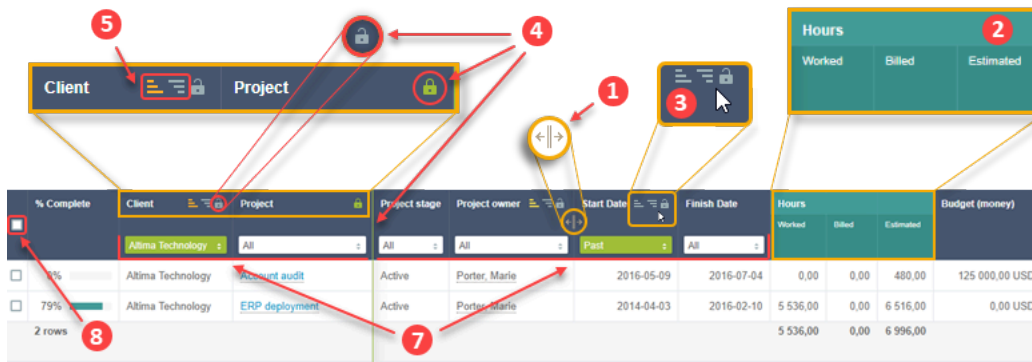 5
4
Hours
2
Worked Billed Estimated
Client Project
1
3
% Complete Client Project Project stage Project owner Start Date Finish Date Hours Budget (money)
Worked Billed Estimated
Altima Technology All All All Past All
0% Altima Technology Account audit Active Porter, Marie 2016-05-09 2016-07-04 0,00 0,00 480,00 125 000,00 USD
79% Altima Technology ERP deployment Active Porter, Marie 2014-04-03 2016-02-10 5 536,00 0,00 6 516,00 0,00 USD
2 rows 5 536,00 0,00 6 996,00
8
7